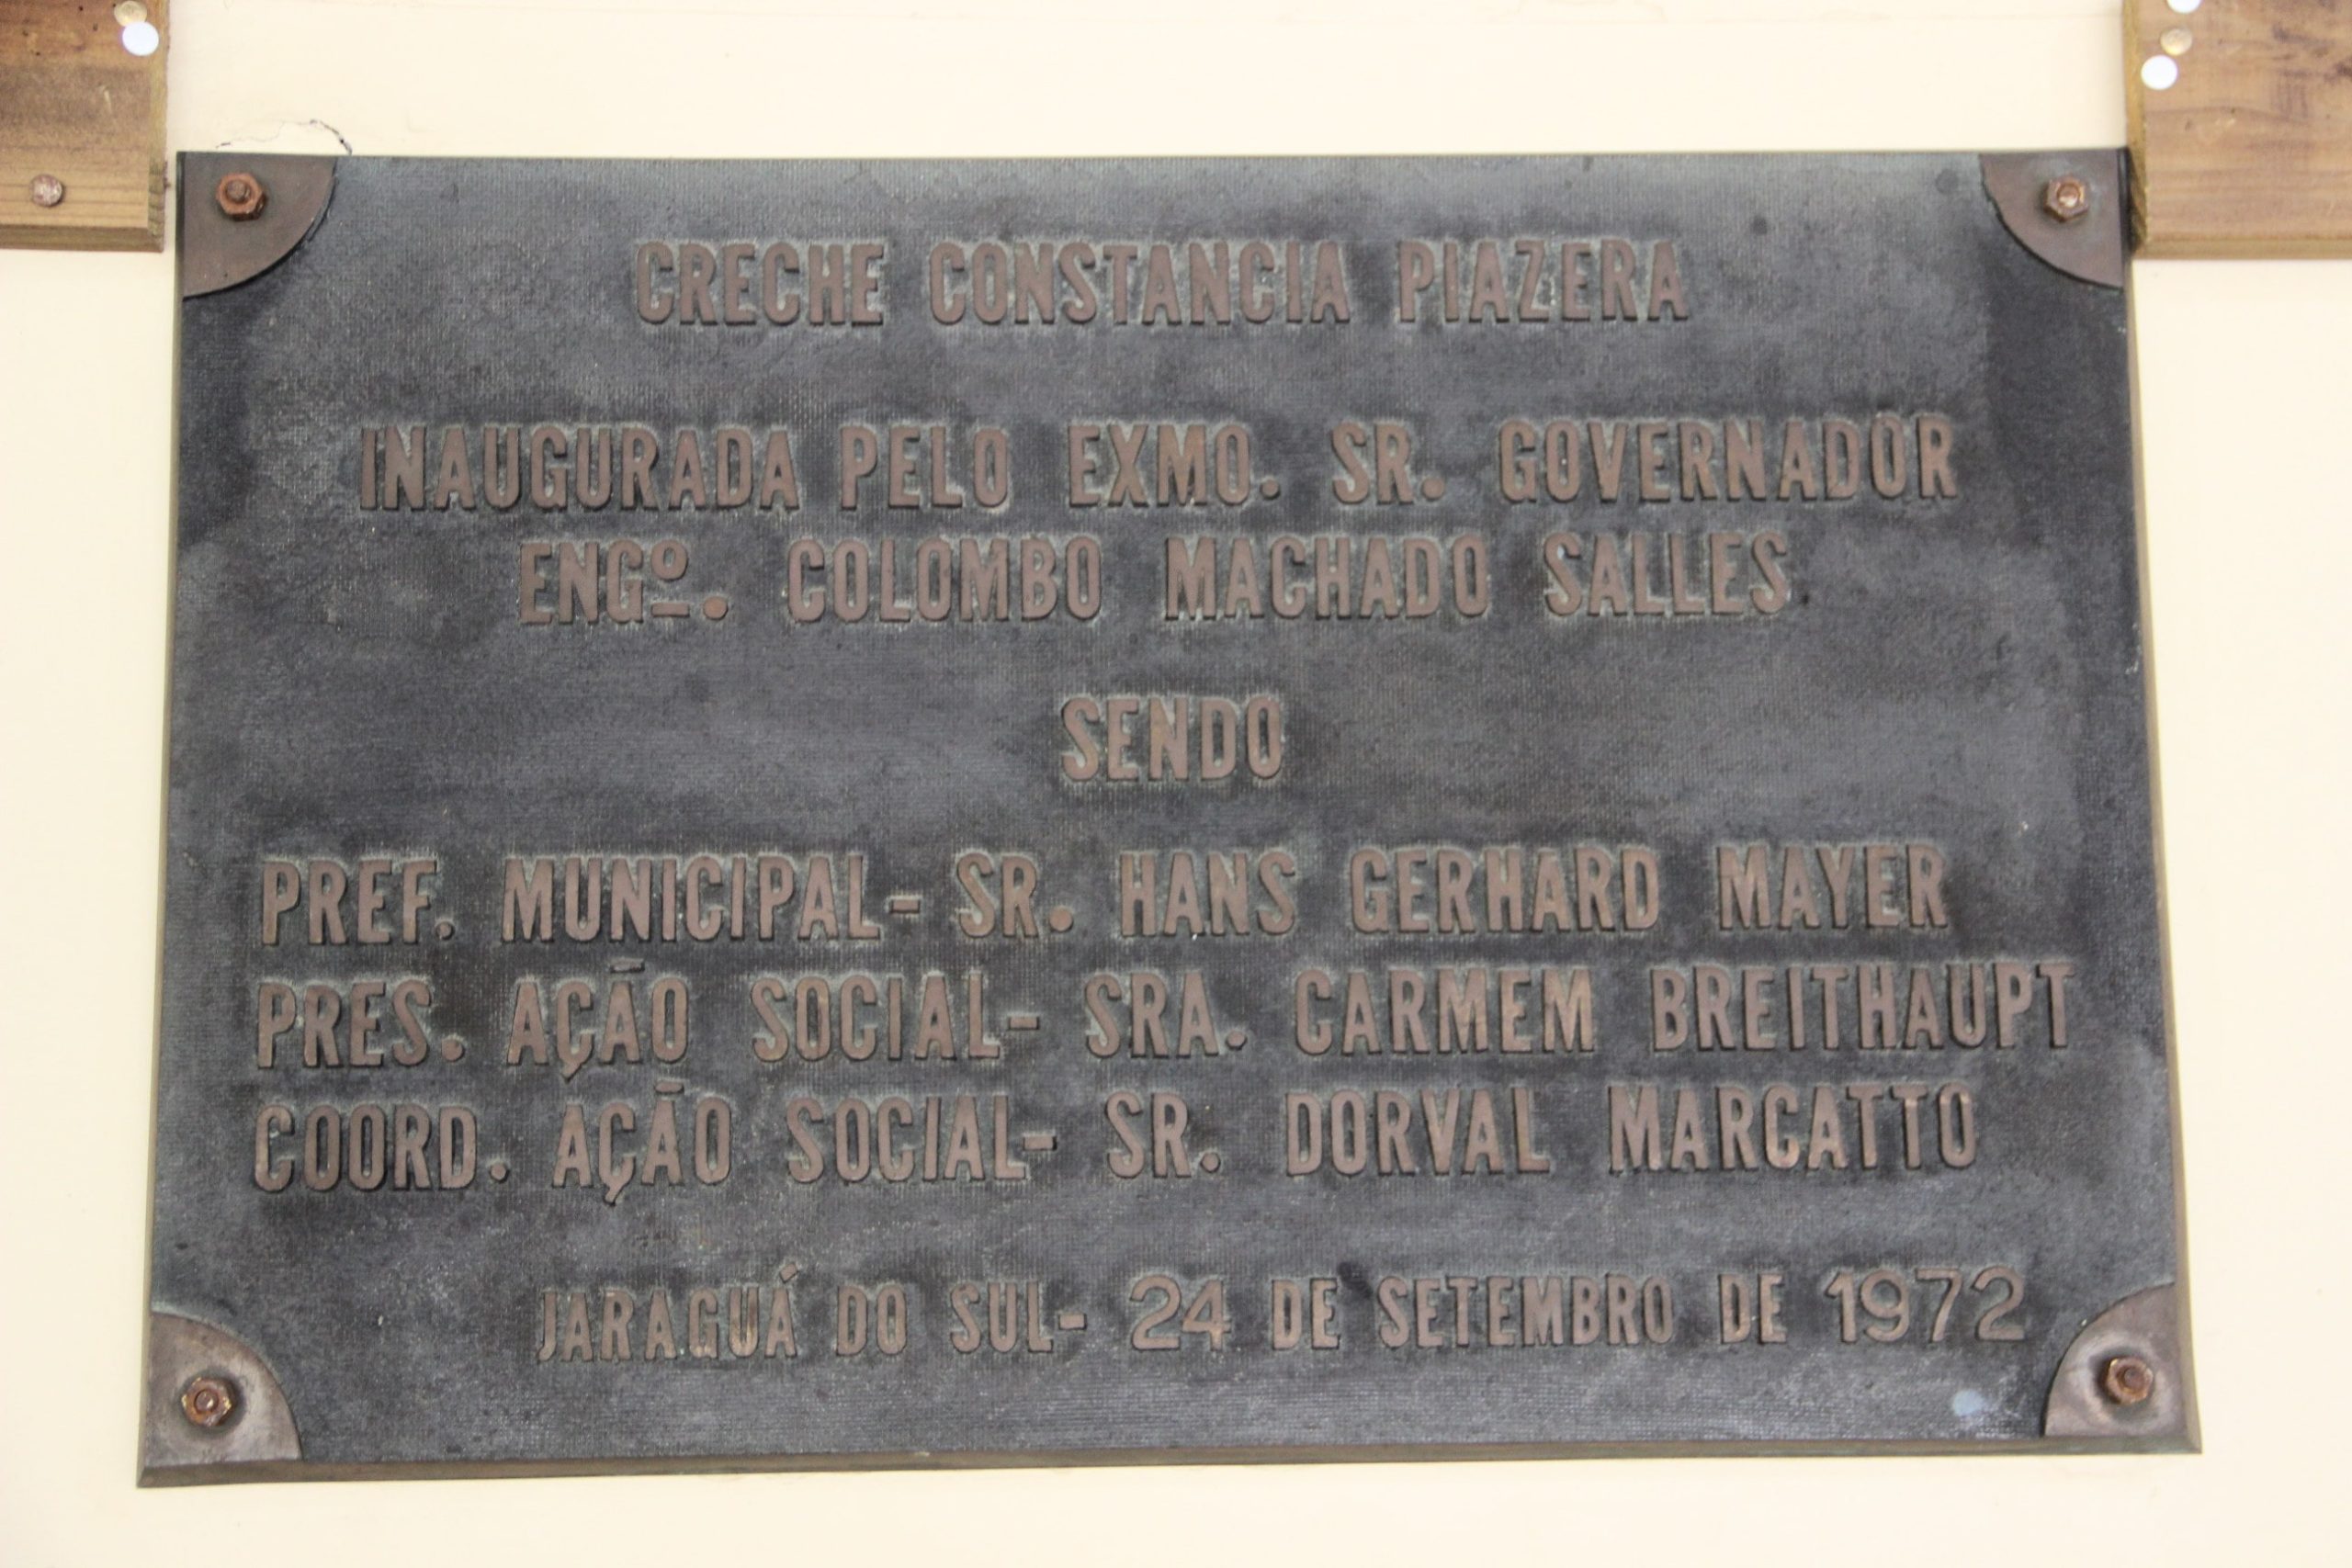 CRECHE CONSTANCIA PIAZERA
INAUGURADA PELO EXMO. SR. GOVERNADOR
ENGº. COLOMBO MACHADO SALLES
SENDO
PREF. MUNICIPAL- SR. HANS GERHARD MAYER
PRES. AÇÃO SOCIAL- SRA. CARMEM BREITHAUPT
COORD. AÇÃO SOCIAL- SR. DORVAL MARCATTO
JARAGUÁ DO SUL- 24 DE SETEMBRO DE 1972